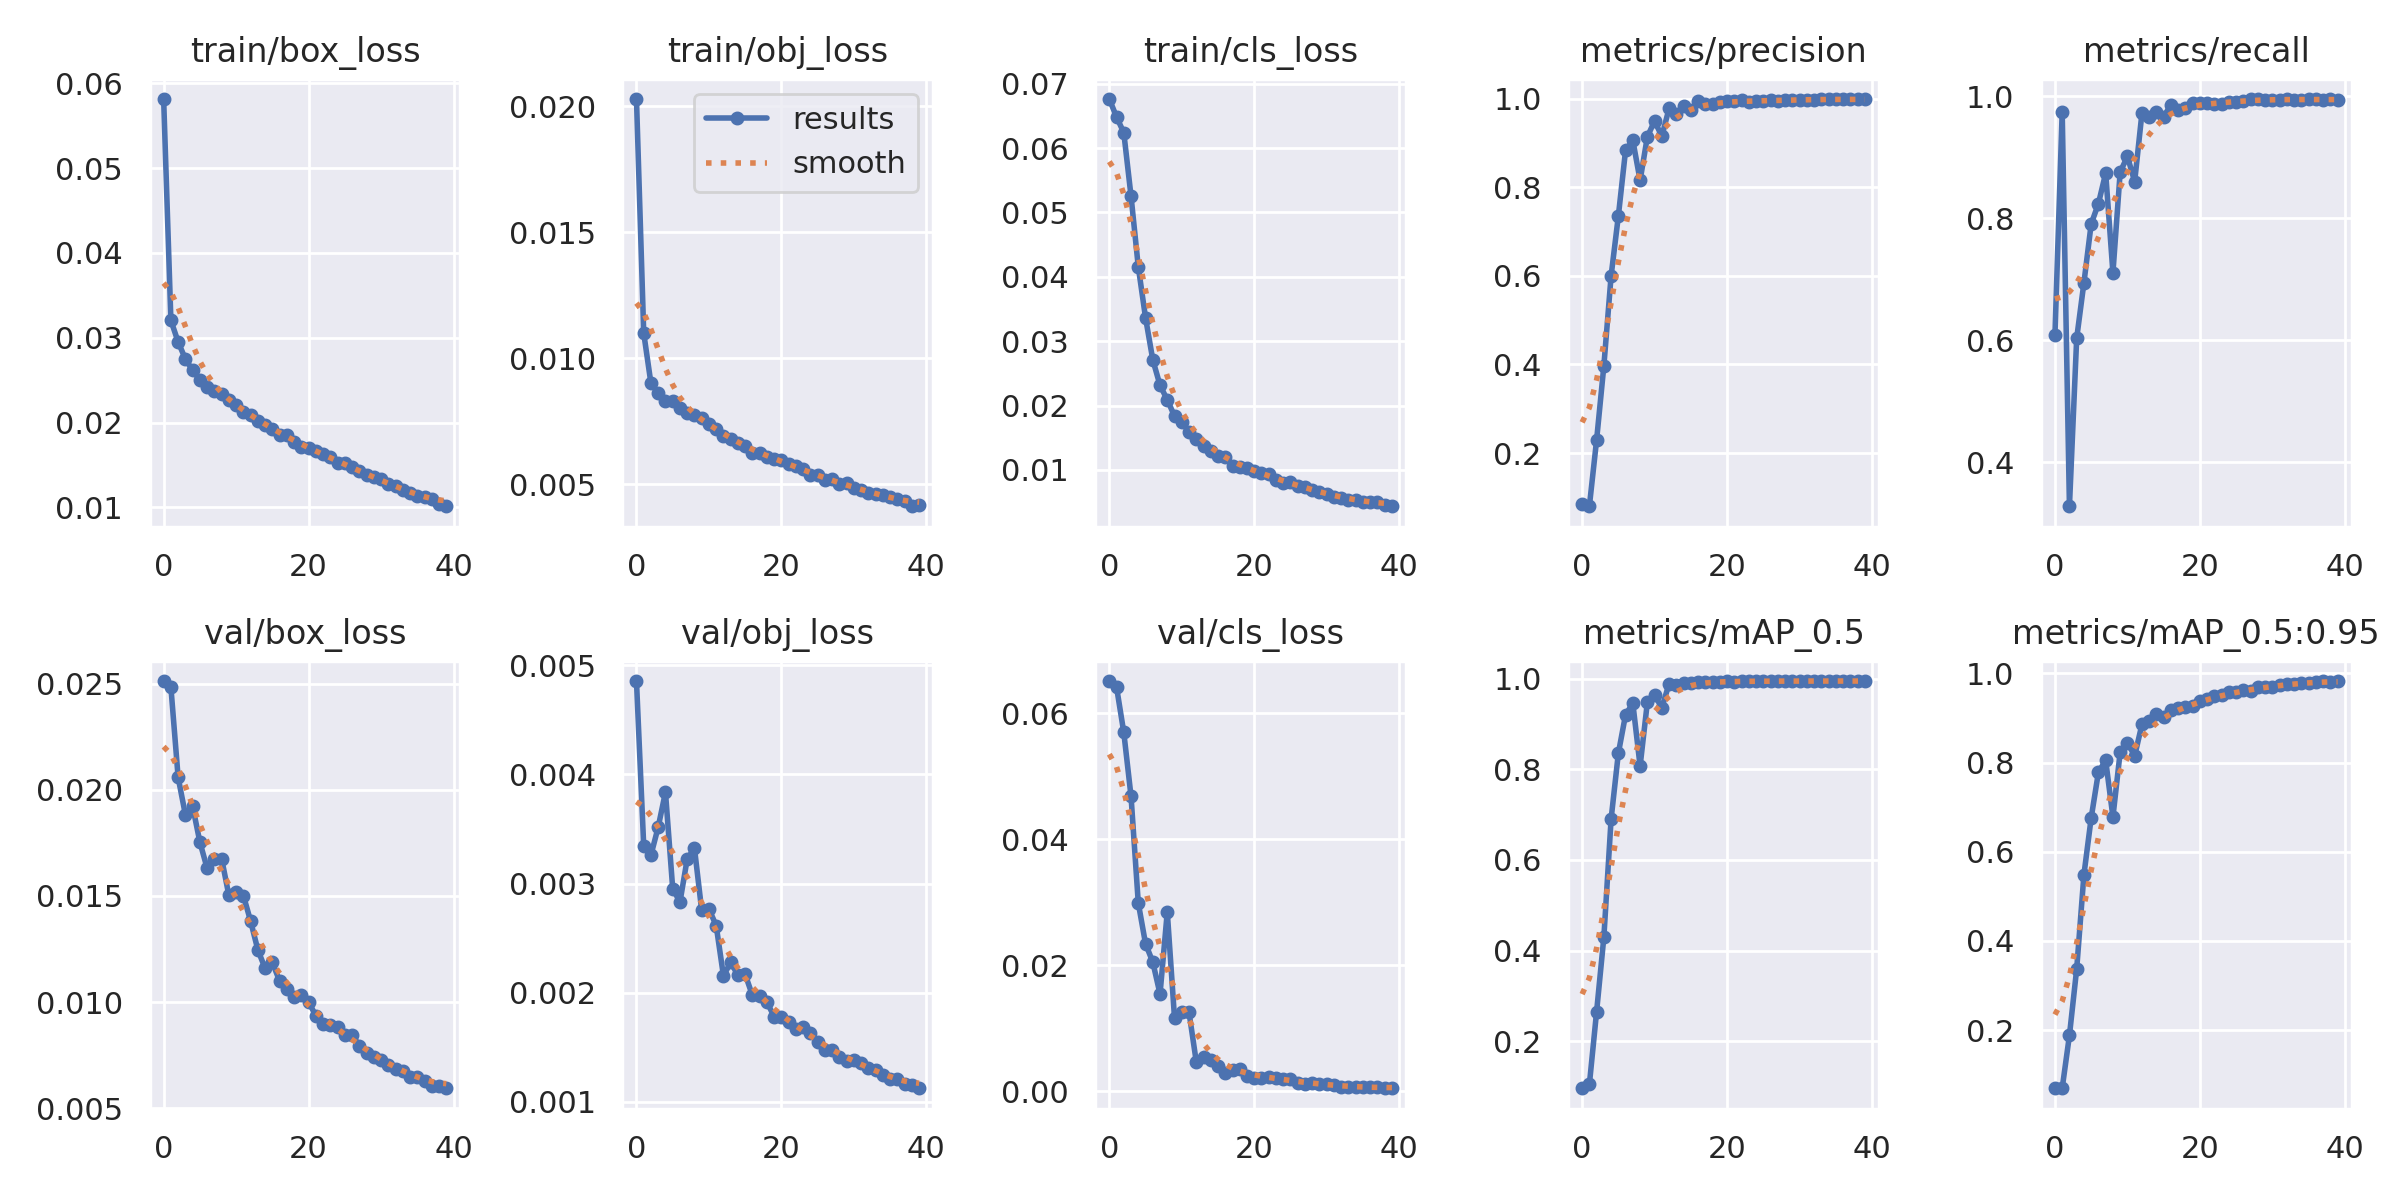 train/box_loss
0.06
0.05
0.04
0.03
0.02
0.01
0 20 40
train/obj_loss
results
smooth
0.020
0.015
0.010
0.005
0 20 40
train/cls_loss
0.07
0.06
0.05
0.04
0.03
0.02
0.01
0 20 40
metrics/precision
1.0
0.8
0.6
0.4
0.2
0 20 40
metrics/recall
1.0
0.8
0.6
0.4
0 20 40
val/box_loss
0.025
0.020
0.015
0.010
0.005
0 20 40
val/obj_loss
0.005
0.004
0.003
0.002
0.001
0 20 40
val/cls_loss
0.06
0.04
0.02
0.00
0 20 40
metrics/mAP_0.5
1.0
0.8
0.6
0.4
0.2
0 20 40
metrics/mAP_0.5:0.95
1.0
0.8
0.6
0.4
0.2
0 20 40